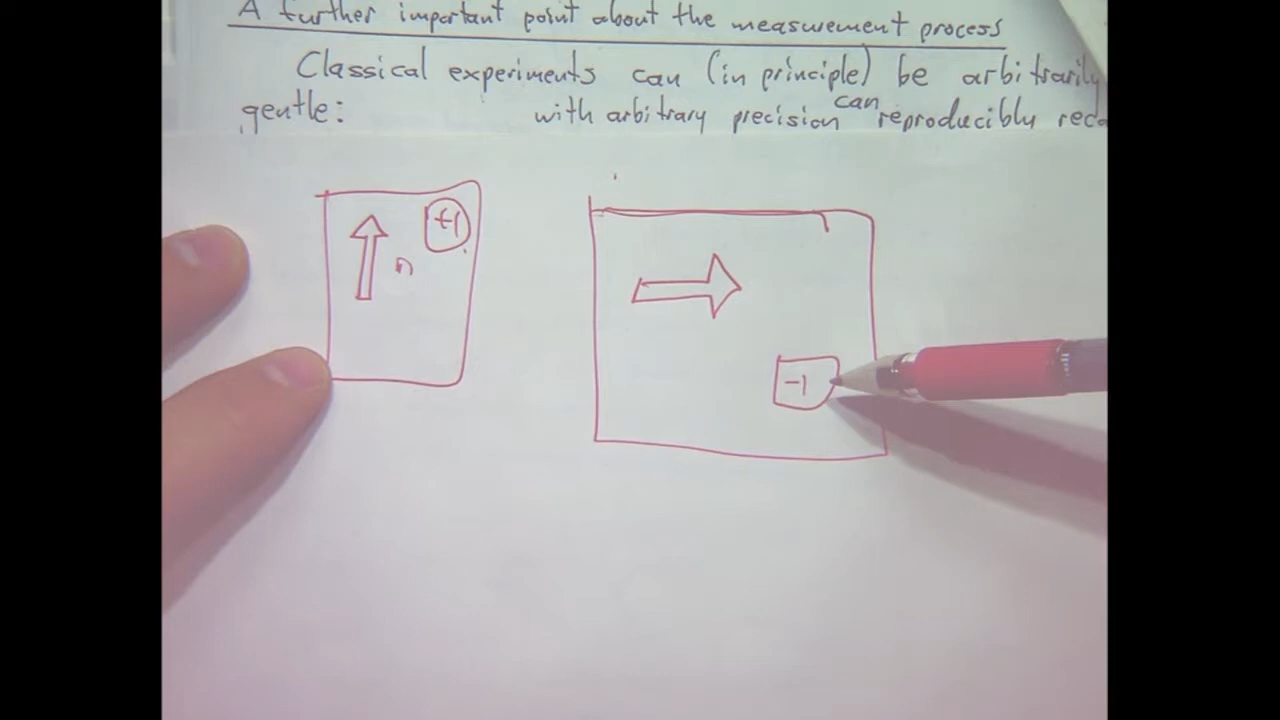 A further important point about the measurement process
Classical experiments can (in principle) be arbitrarily
gentle: with arbitrary precision can reproducibly
+1
n
-1